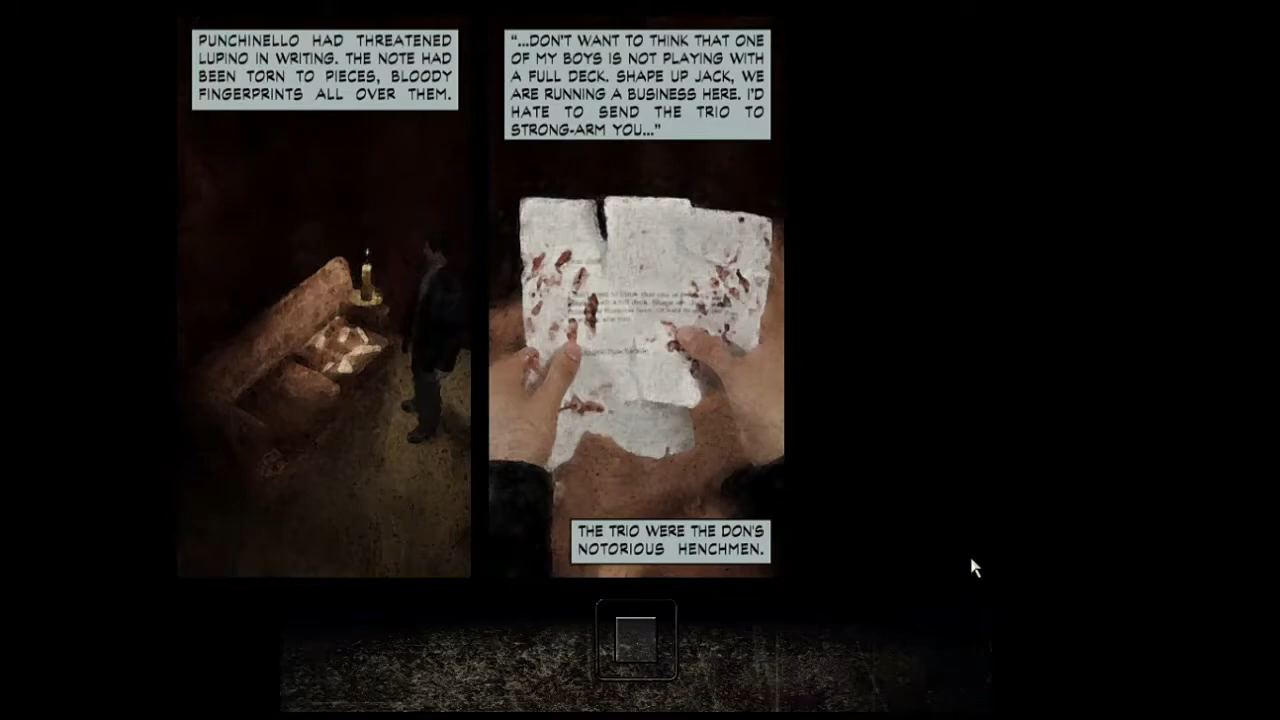 PUNCHINELLO HAD THREATENED
LUPINO IN WRITING. THE NOTE HAD
BEEN TORN TO PIECES, BLOODY
FINGERPRINTS ALL OVER THEM.
“...DON'T WANT TO THINK THAT ONE
OF MY BOYS IS NOT PLAYING WITH
A FULL DECK. SHAPE UP JACK, WE
ARE RUNNING A BUSINESS HERE. I'D
HATE TO SEND THE TRIO TO
STRONG-ARM YOU...”
THE TRIO WERE THE DON'S
NOTORIOUS HENCHMEN.